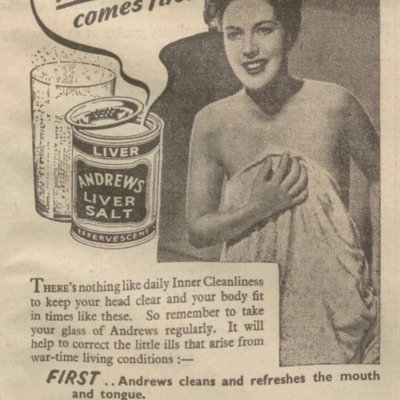 comes
LIVER
ANDREWS
LIVER
SALT
EFFERVESCENT
THERE'S nothing like daily Inner Cleanliness
to keep your head clear and your body fit
in times like these. So remember to take
your glass of Andrews regularly. It will
help to correct the little ills that arise from
war-time living conditions :—
FIRST .. Andrews cleans and refreshes the mouth
and tongue.